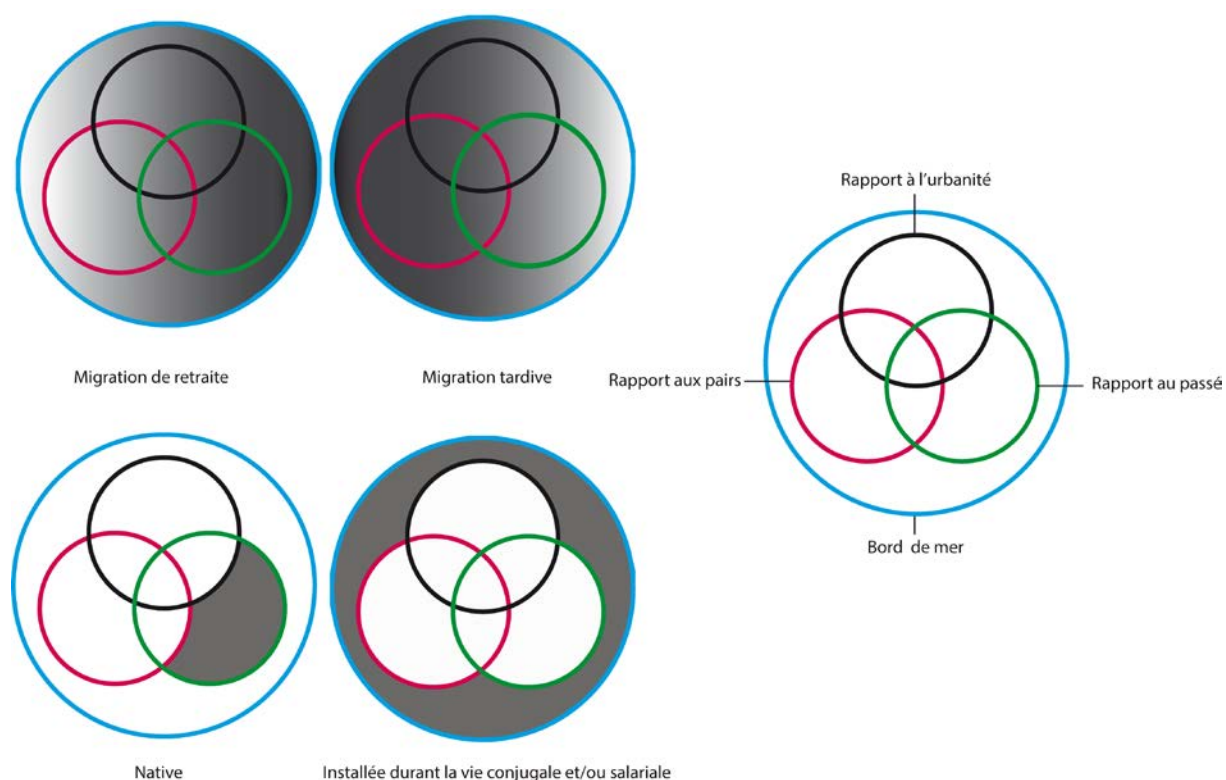 Rapport à l'urbanité
Migration de retraite
Migration tardive
Rapport aux pairs
Rapport au passé
Bord de mer
Native
Installée durant la vie conjugale et/ou salariale